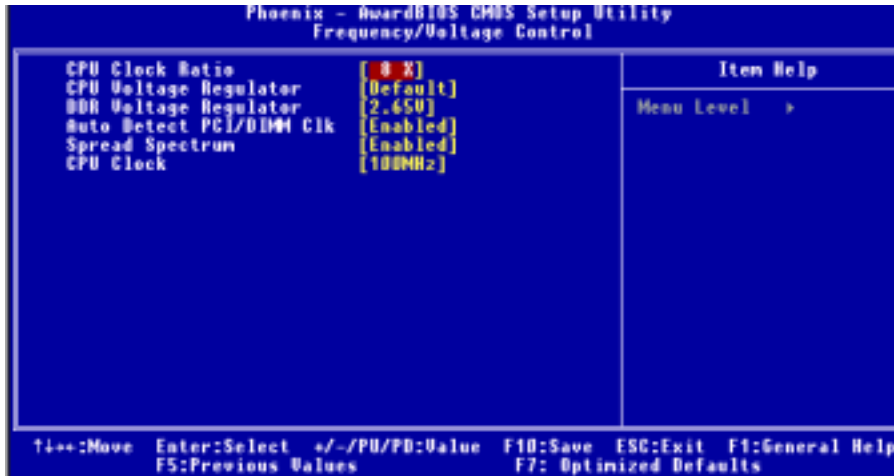 Phoenix - AwardBIOS CMOS Setup Utility
Frequency/Voltage Control
CPU Clock Ratio [ 8 X]
CPU Voltage Regulator [Default]
DDR Voltage Regulator [2.65V]
Auto Detect PCI/DIMM Clk [Enabled]
Spread Spectrum [Enabled]
CPU Clock [100MHz]
Item Help
Menu Level ▸
↑↓→←:Move Enter:Select +/-/PU/PD:Value F10:Save ESC:Exit F1:General Help
F5:Previous Values F7: Optimized Defaults